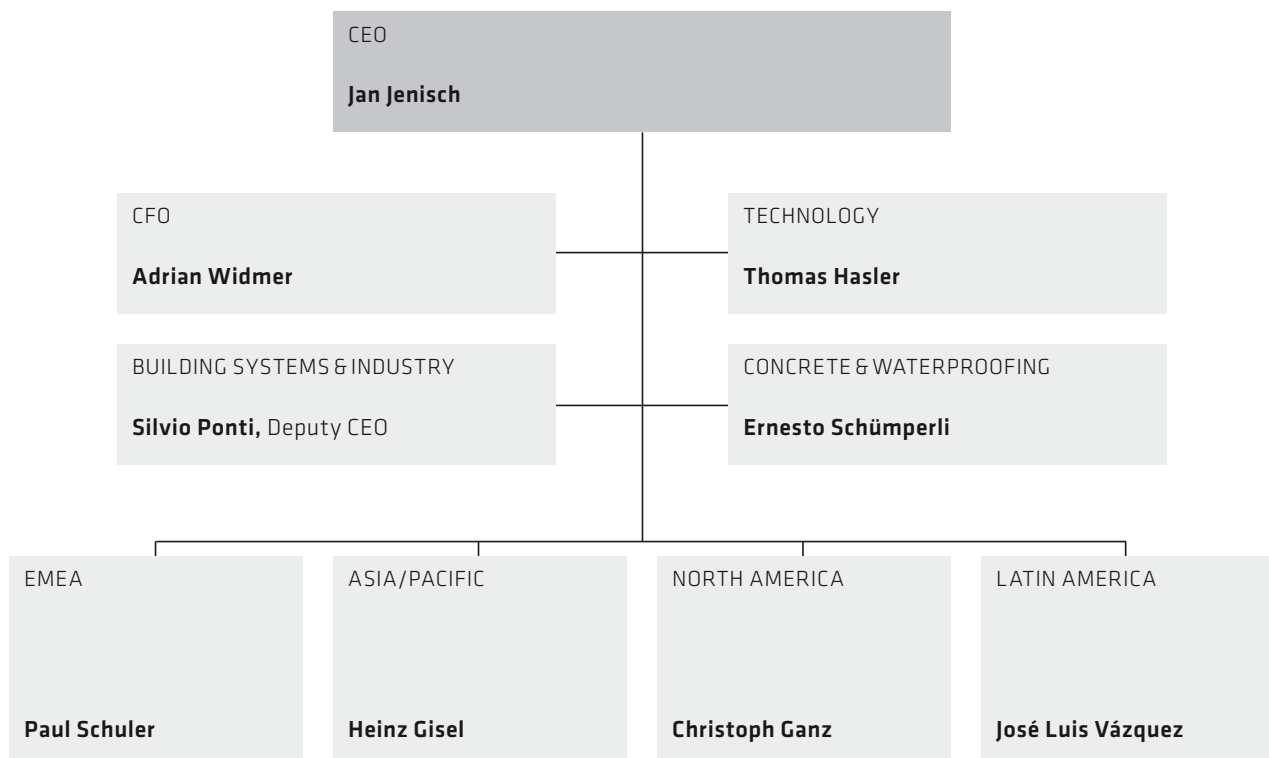 CEO
Jan Jenisch
CFO
Adrian Widmer
TECHNOLOGY
Thomas Hasler
BUILDING SYSTEMS & INDUSTRY
Silvio Ponti, Deputy CEO
CONCRETE & WATERPROOFING
Ernesto Schümperli
EMEA
Paul Schuler
ASIA/PACIFIC
Heinz Gisel
NORTH AMERICA
Christoph Ganz
LATIN AMERICA
José Luis Vázquez